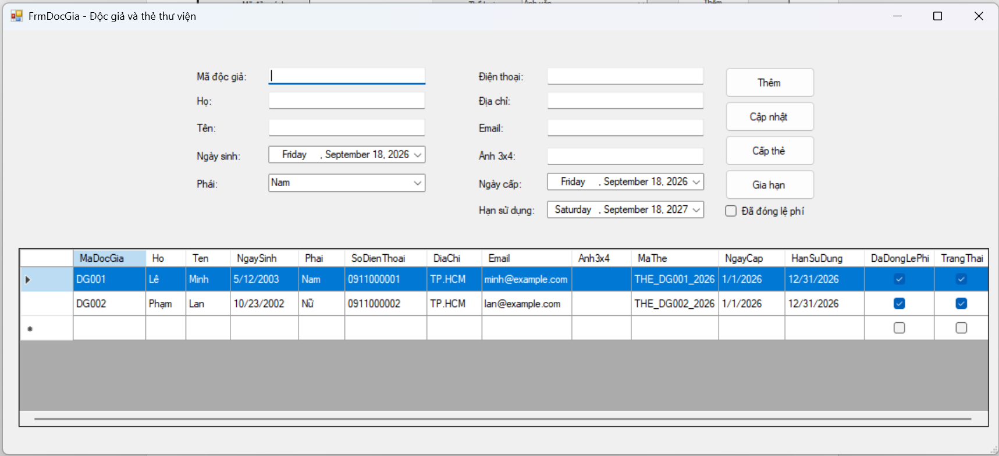 FrmDocGia - Độc giả và thẻ thư viện
Mã độc giả:
Họ:
Tên:
Ngày sinh: Friday , September 18, 2026
Phái: Nam
Điện thoại:
Địa chỉ:
Email:
Ảnh 3x4:
Ngày cấp: Friday , September 18, 2026
Hạn sử dụng: Saturday , September 18, 2027
Thêm
Cập nhật
Cấp thẻ
Gia hạn
Đã đóng lệ phí
MaDocGia Ho Ten NgaySinh Phai SoDienThoai DiaChi Email Anh3x4 MaThe NgayCap HanSuDung DaDongLePhi TrangThai
DG001 Lê Minh 5/12/2003 Nam 0911000001 TP.HCM minh@example.com THE_DG001_2026 1/1/2026 12/31/2026
DG002 Phạm Lan 10/23/2002 Nữ 0911000002 TP.HCM lan@example.com THE_DG002_2026 1/1/2026 12/31/2026